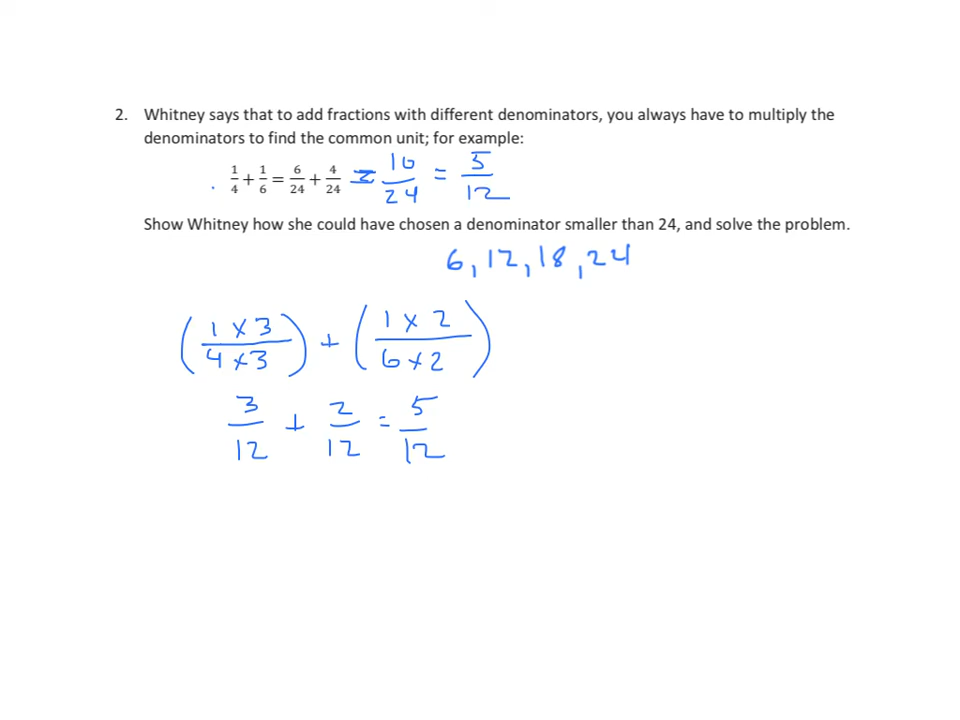 2. Whitney says that to add fractions with different denominators, you always have to multiply the
denominators to find the common unit; for example:
1/4 + 1/6 = 6/24 + 4/24 = 10/24 = 5/12
Show Whitney how she could have chosen a denominator smaller than 24, and solve the problem.
6, 12, 18, 24
(1 x 3 / 4 x 3) + (1 x 2 / 6 x 2)
3/12 + 2/12 = 5/12